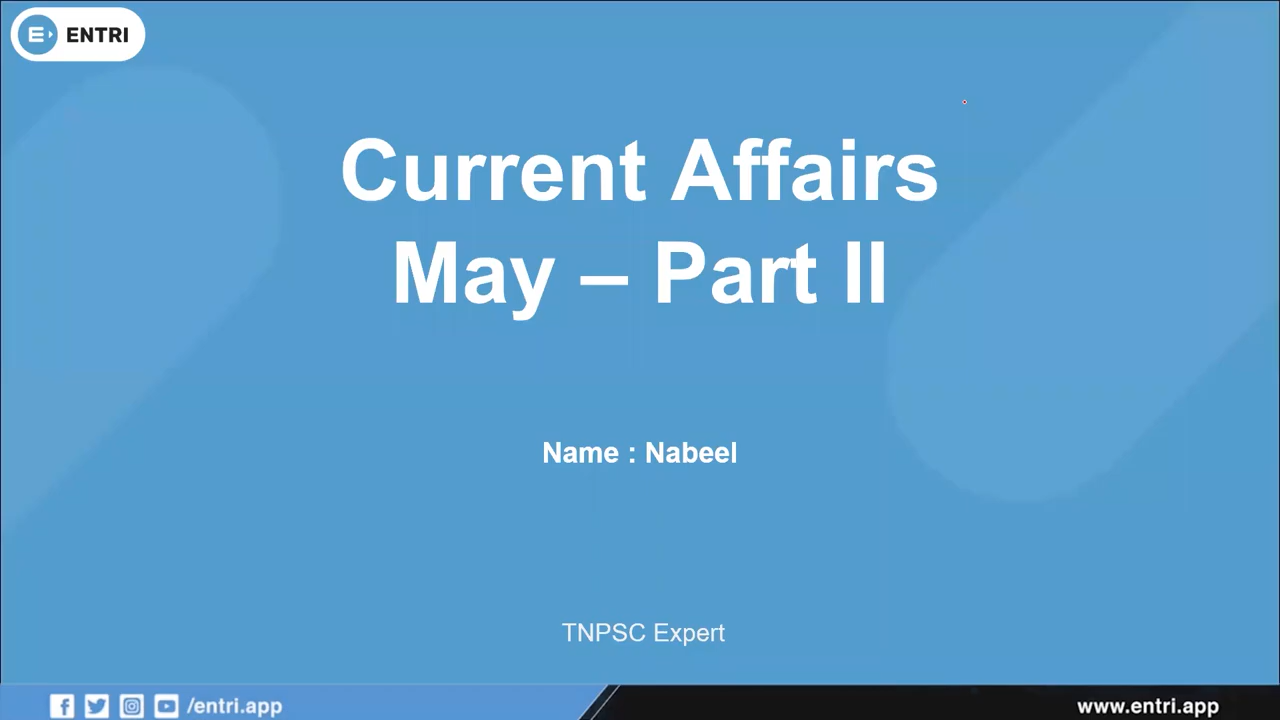 ENTRI
Current Affairs
May – Part II
Name : Nabeel
TNPSC Expert
/entri.app
www.entri.app